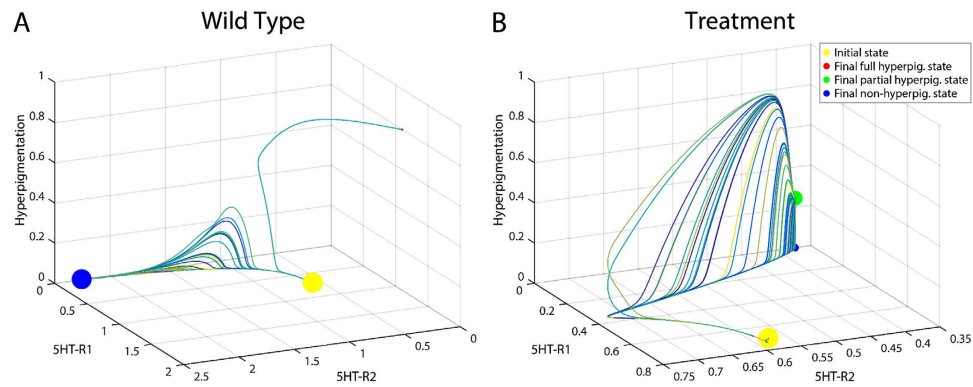 A
Wild Type
1
0.8
0.6
0.4
0.2
0
Hyperpigmentation
0
0.5
1
1.5
2
5HT-R1
2.5
2
1.5
1
0.5
0
5HT-R2
B
Treatment
Initial state
Final full hyperpig. state
Final partial hyperpig. state
Final non-hyperpig. state
1
0.8
0.6
0.4
0.2
0
Hyperpigmentation
0.2
0.4
0.6
0.8
5HT-R1
0.75
0.7
0.65
0.6
0.55
0.5
0.45
0.4
0.35
5HT-R2